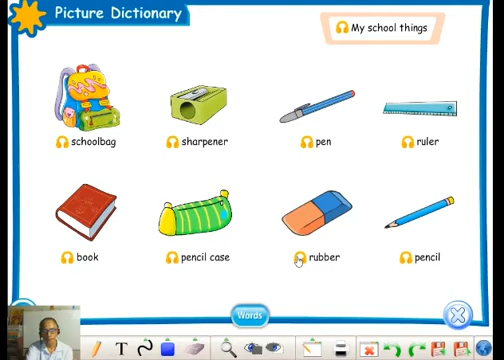 Picture Dictionary
My school things
schoolbag
sharpener
pen
ruler
book
pencil case
rubber
pencil
Words
T